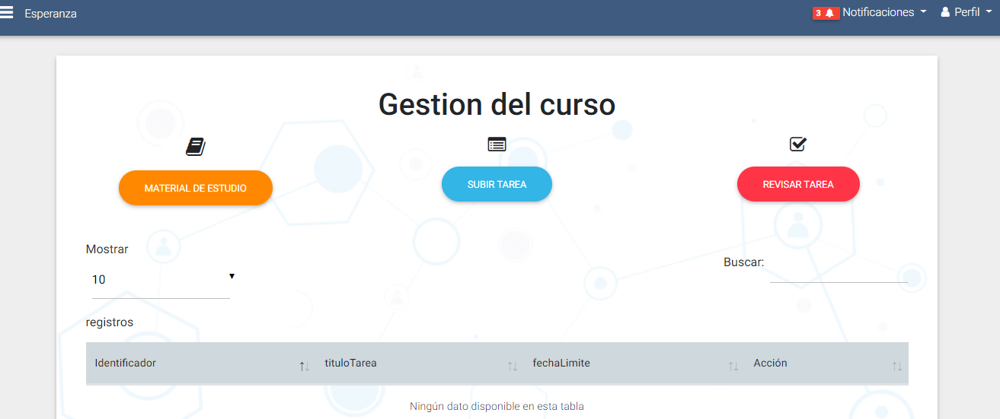 Esperanza
3 Notificaciones Perfil
Gestion del curso
MATERIAL DE ESTUDIO SUBIR TAREA REVISAR TAREA
Mostrar
10
registros
Buscar:
Identificador tituloTarea fechaLimite Acción
Ningún dato disponible en esta tabla